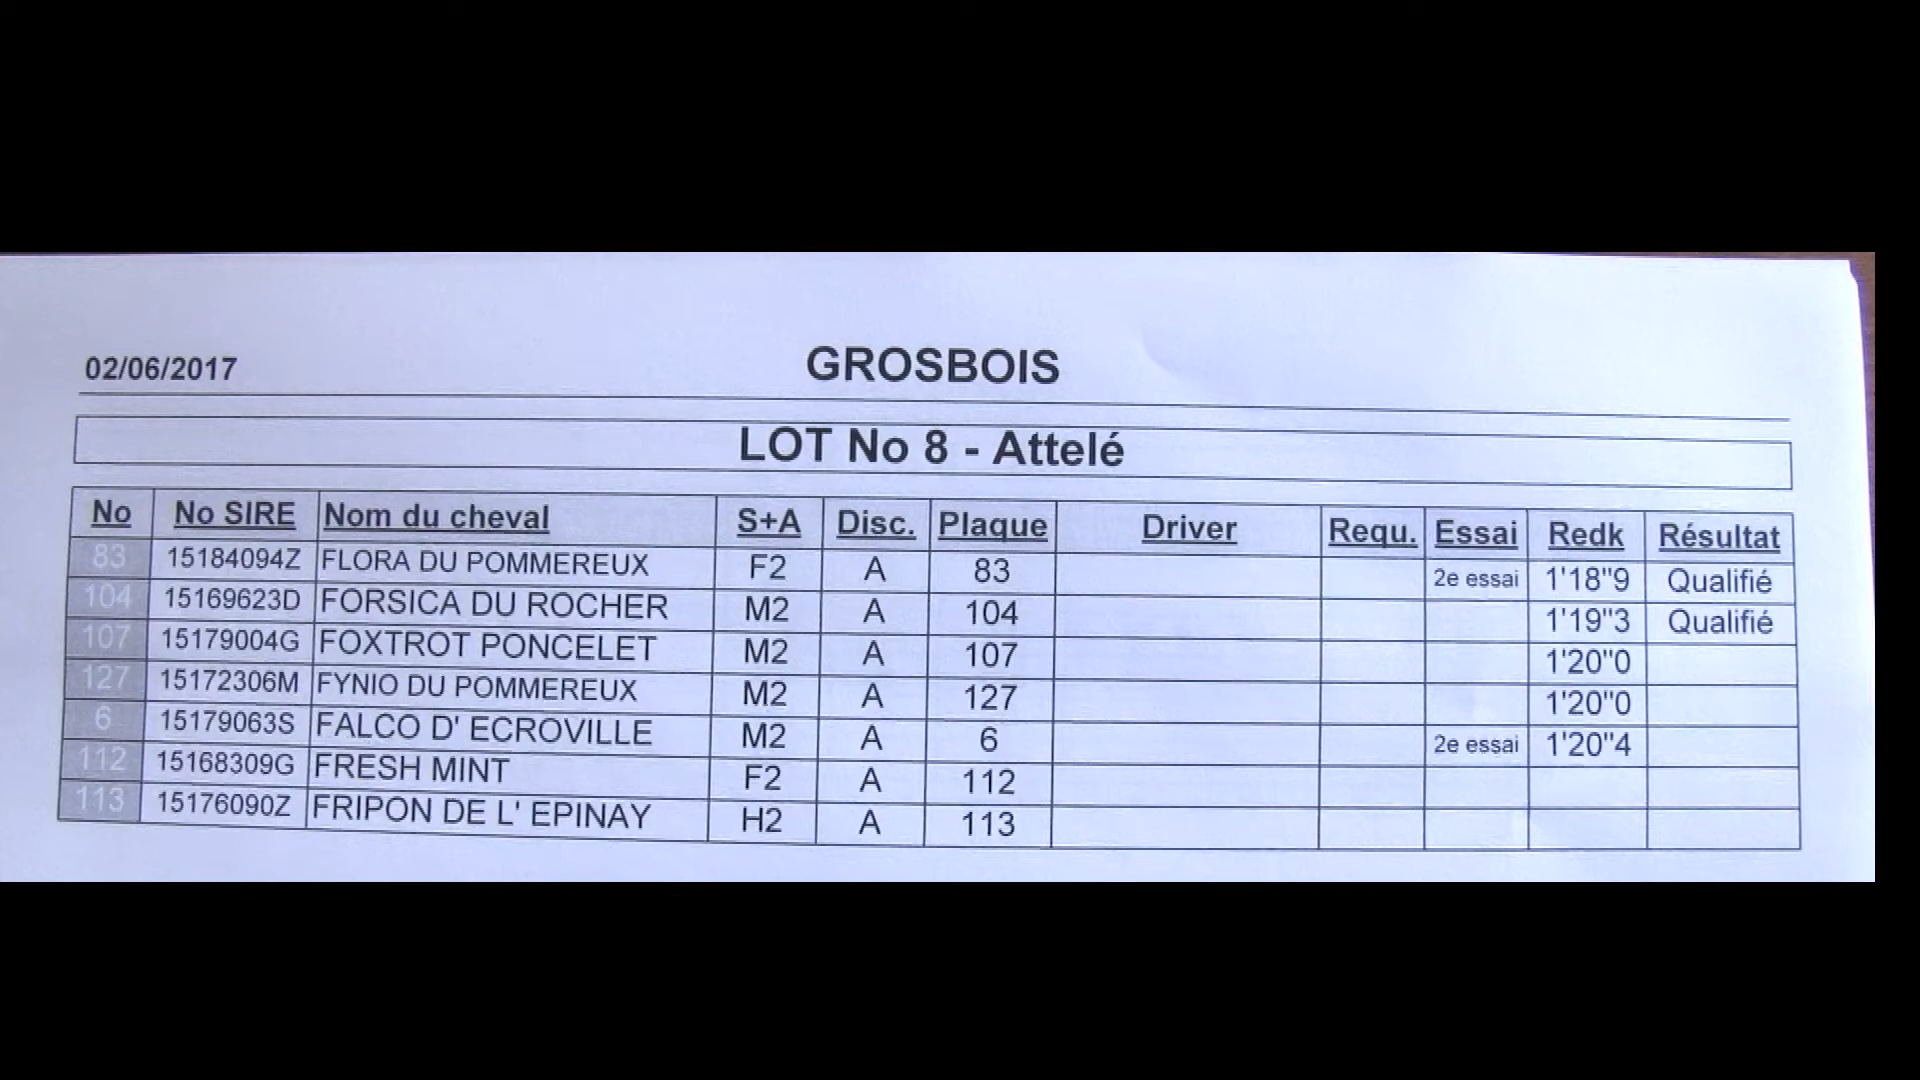 02/06/2017 GROSBOIS
LOT No 8 - Attelé
No No SIRE Nom du cheval S+A Disc. Plaque Driver Requ. Essai Redk Résultat
83 15184094Z FLORA DU POMMEREUX F2 A 83 2e essai 1'18"9 Qualifié
104 15169623D FORSICA DU ROCHER M2 A 104 1'19"3 Qualifié
107 15179004G FOXTROT PONCELET M2 A 107 1'20"0
127 15172306M FYNIO DU POMMEREUX M2 A 127 1'20"0
6 15179063S FALCO D' ECROVILLE M2 A 6 2e essai 1'20"4
112 15168309G FRESH MINT F2 A 112
113 15176090Z FRIPON DE L' EPINAY H2 A 113